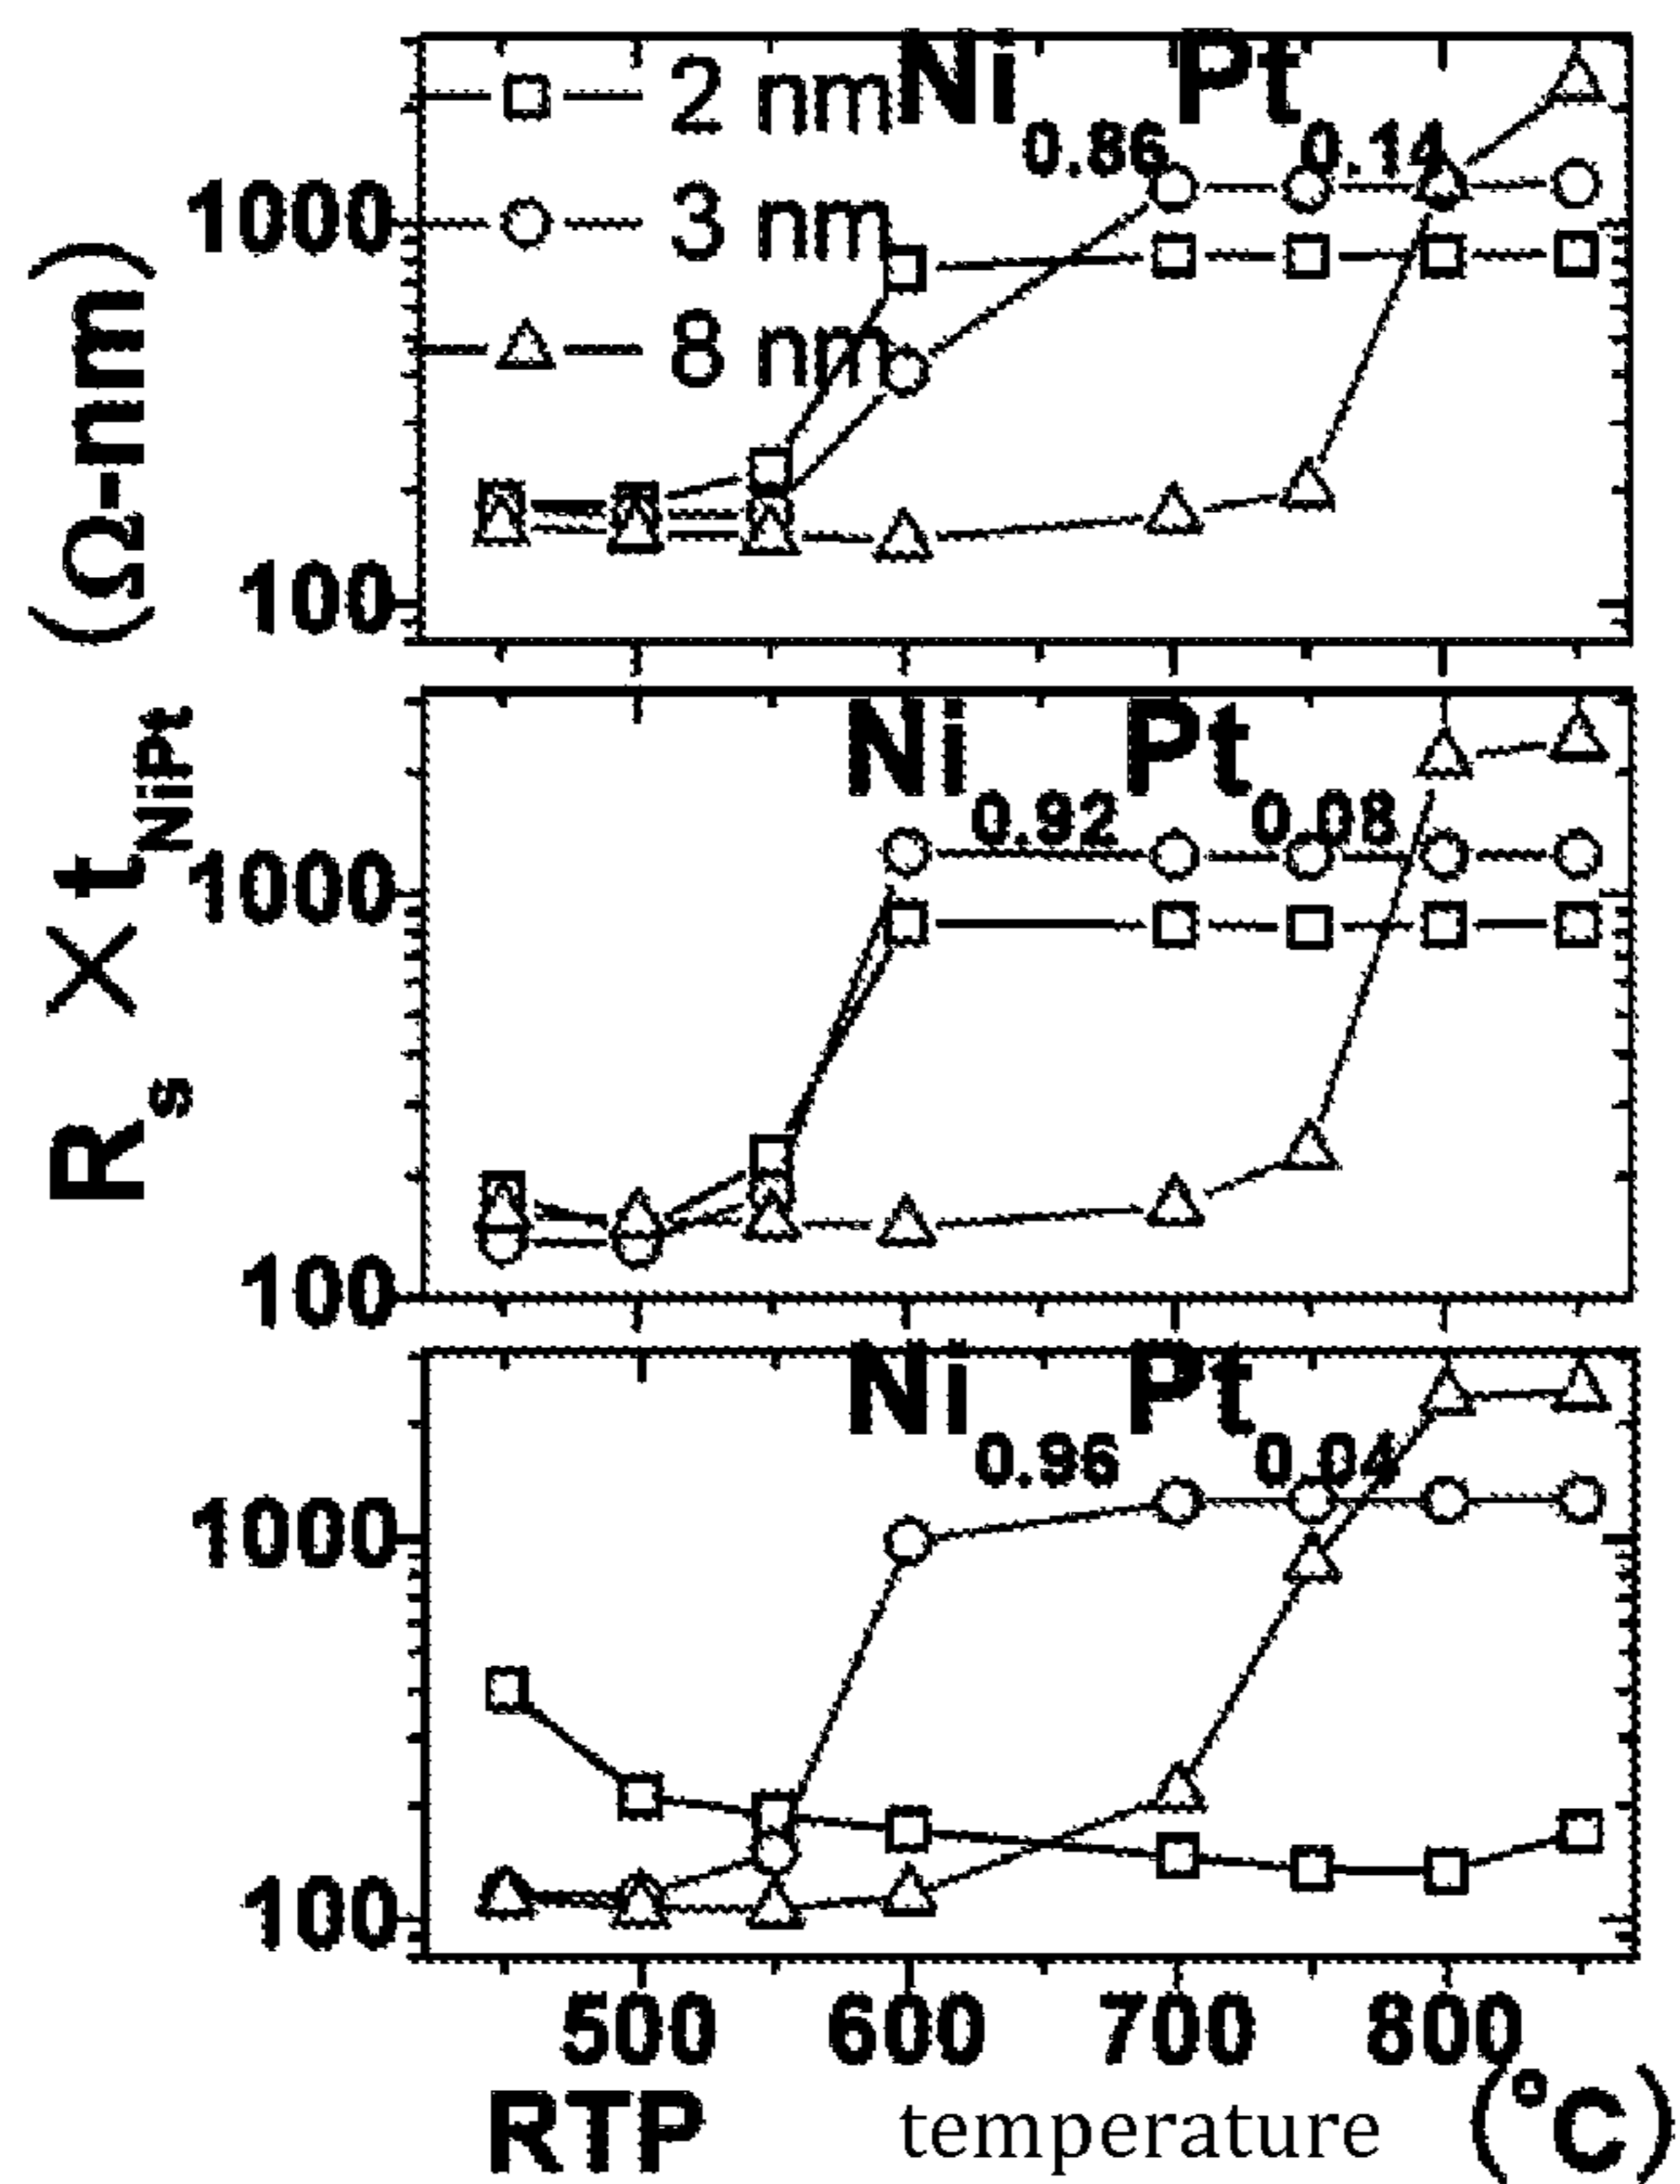 2 nm
3 nm
8 nm
Ni0.86Pt0.14
1000
100
Rs × tNiPt (Ω-nm)
Ni0.92Pt0.08
1000
100
Ni0.96Pt0.04
1000
100
500 600 700 800
RTP temperature (°C)